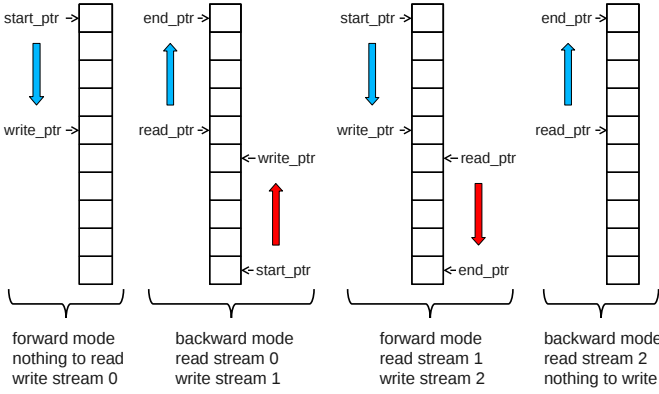 start_ptr
write_ptr
forward mode
nothing to read
write stream 0
end_ptr
read_ptr
write_ptr
start_ptr
backward mode
read stream 0
write stream 1
start_ptr
write_ptr
read_ptr
end_ptr
forward mode
read stream 1
write stream 2
end_ptr
read_ptr
backward mode
read stream 2
nothing to write